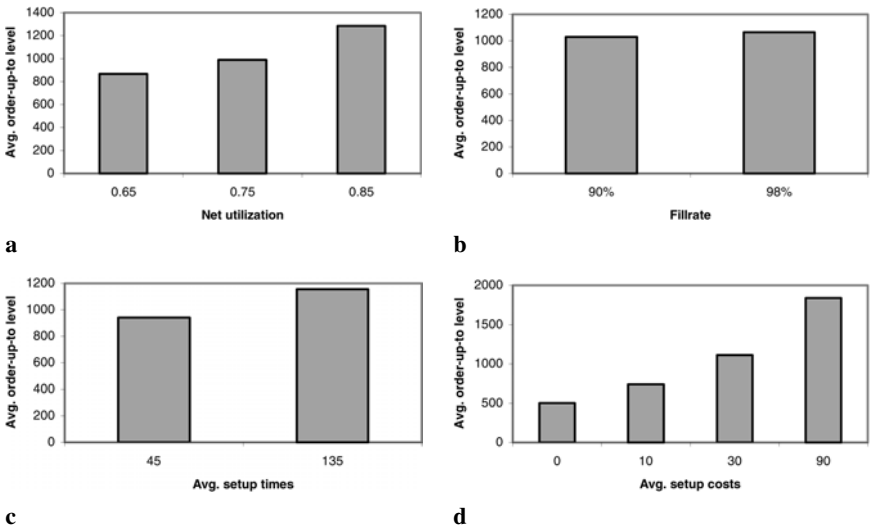 Avg. order-up-to level
1400
1200
1000
800
600
400
200
0
0.65 0.75 0.85
Net utilization
a
Avg. order-up-to level
1200
1000
800
600
400
200
0
90% 98%
Fillrate
b
Avg. order-up-to level
1200
1000
800
600
400
200
0
45 135
Avg. setup times
c
Avg. order-up-to level
2000
1500
1000
500
0
0 10 30 90
Avg. setup costs
d